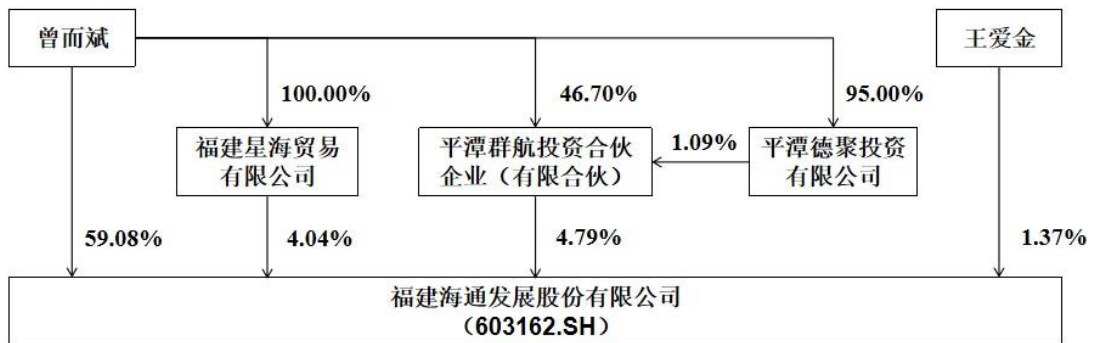 曾而斌
王爱金
100.00%
46.70%
95.00%
福建星海贸易
有限公司
平潭群航投资合伙
企业（有限合伙）
1.09%
平潭德聚投资
有限公司
59.08%
4.04%
4.79%
1.37%
福建海通发展股份有限公司
（603162.SH）